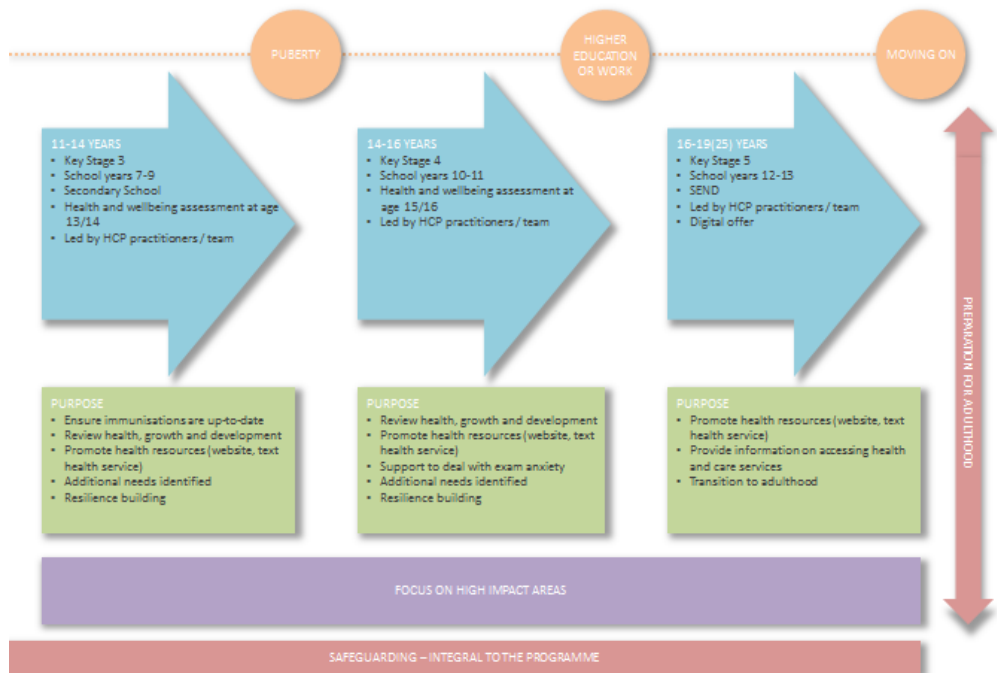 PUBERTY
HIGHER
EDUCATION
OR WORK
MOVING ON
11-14 YEARS
▪ Key Stage 3
▪ School years 7-9
▪ Secondary School
▪ Health and wellbeing assessment at age
13/14
▪ Led by HCP practitioners / team
14-16 YEARS
▪ Key Stage 4
▪ School years 10-11
▪ Health and wellbeing assessment at
age 15/16
▪ Led by HCP practitioners / team
16-19(25) YEARS
▪ Key Stage 5
▪ School years 12-13
▪ SEND
▪ Led by HCP practitioners / team
▪ Digital offer
PURPOSE
▪ Ensure immunisations are up-to-date
▪ Review health, growth and development
▪ Promote health resources (website, text
health service)
▪ Additional needs identified
▪ Resilience building
PURPOSE
▪ Review health, growth and development
▪ Promote health resources (website, text
health service)
▪ Support to deal with exam anxiety
▪ Additional needs identified
▪ Resilience building
PURPOSE
▪ Promote health resources (website, text
health service)
▪ Provide information on accessing health
and care services
▪ Transition to adulthood
PREPARATION FOR ADULTHOOD
FOCUS ON HIGH IMPACT AREAS
SAFEGUARDING – INTEGRAL TO THE PROGRAMME